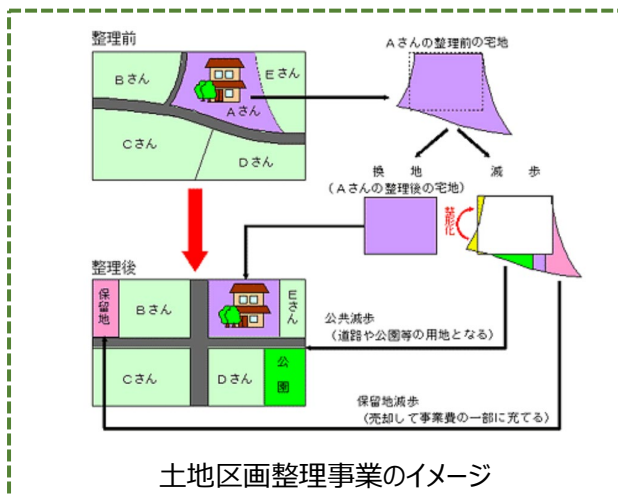 整理前
Bさん
Eさん
Aさん
Cさん
Dさん
Aさんの整理前の宅地
換 地
(Aさんの整理後の宅地)
減 歩
整形化
整理後
保留地
Bさん
Eさん
Cさん
Dさん
公園
公共減歩
(道路や公園等の用地となる)
保留地減歩
(売却して事業費の一部に充てる)
土地区画整理事業のイメージ